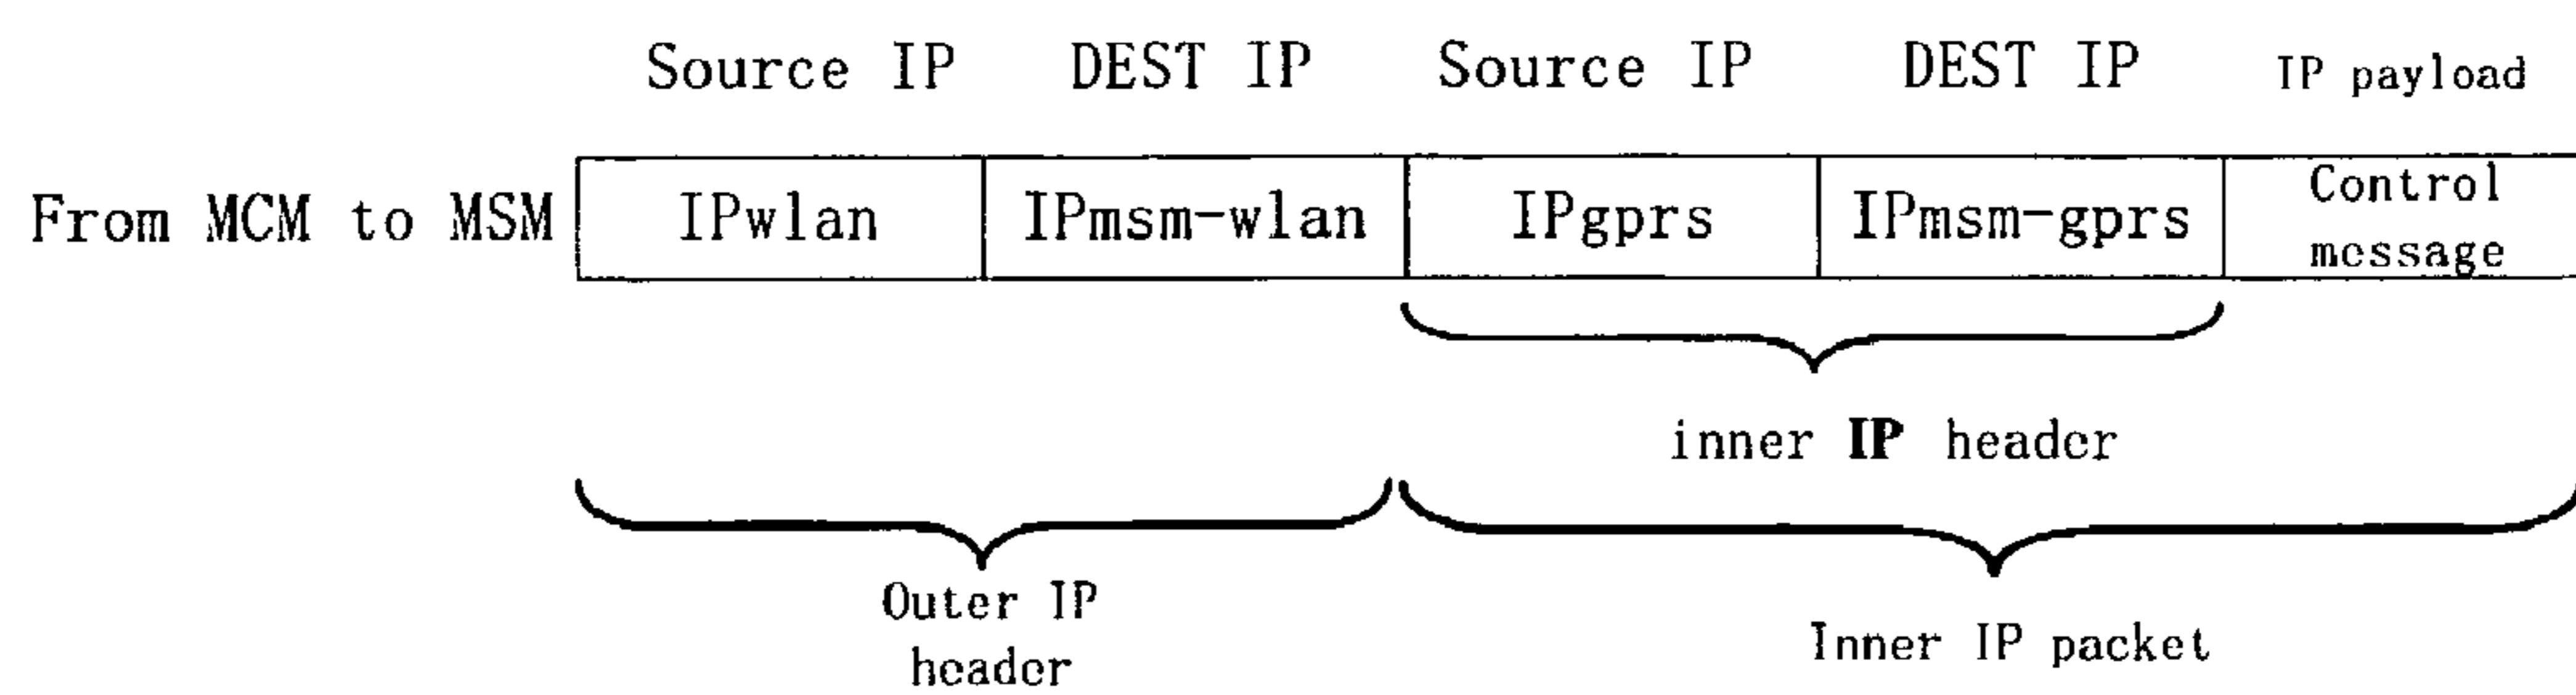 Source IP DEST IP Source IP DEST IP IP payload
From MCM to MSM IPwlan IPmsm-wlan IPgprs IPmsm-gprs Control
message
inner IP header
Outer IP
header
Inner IP packet